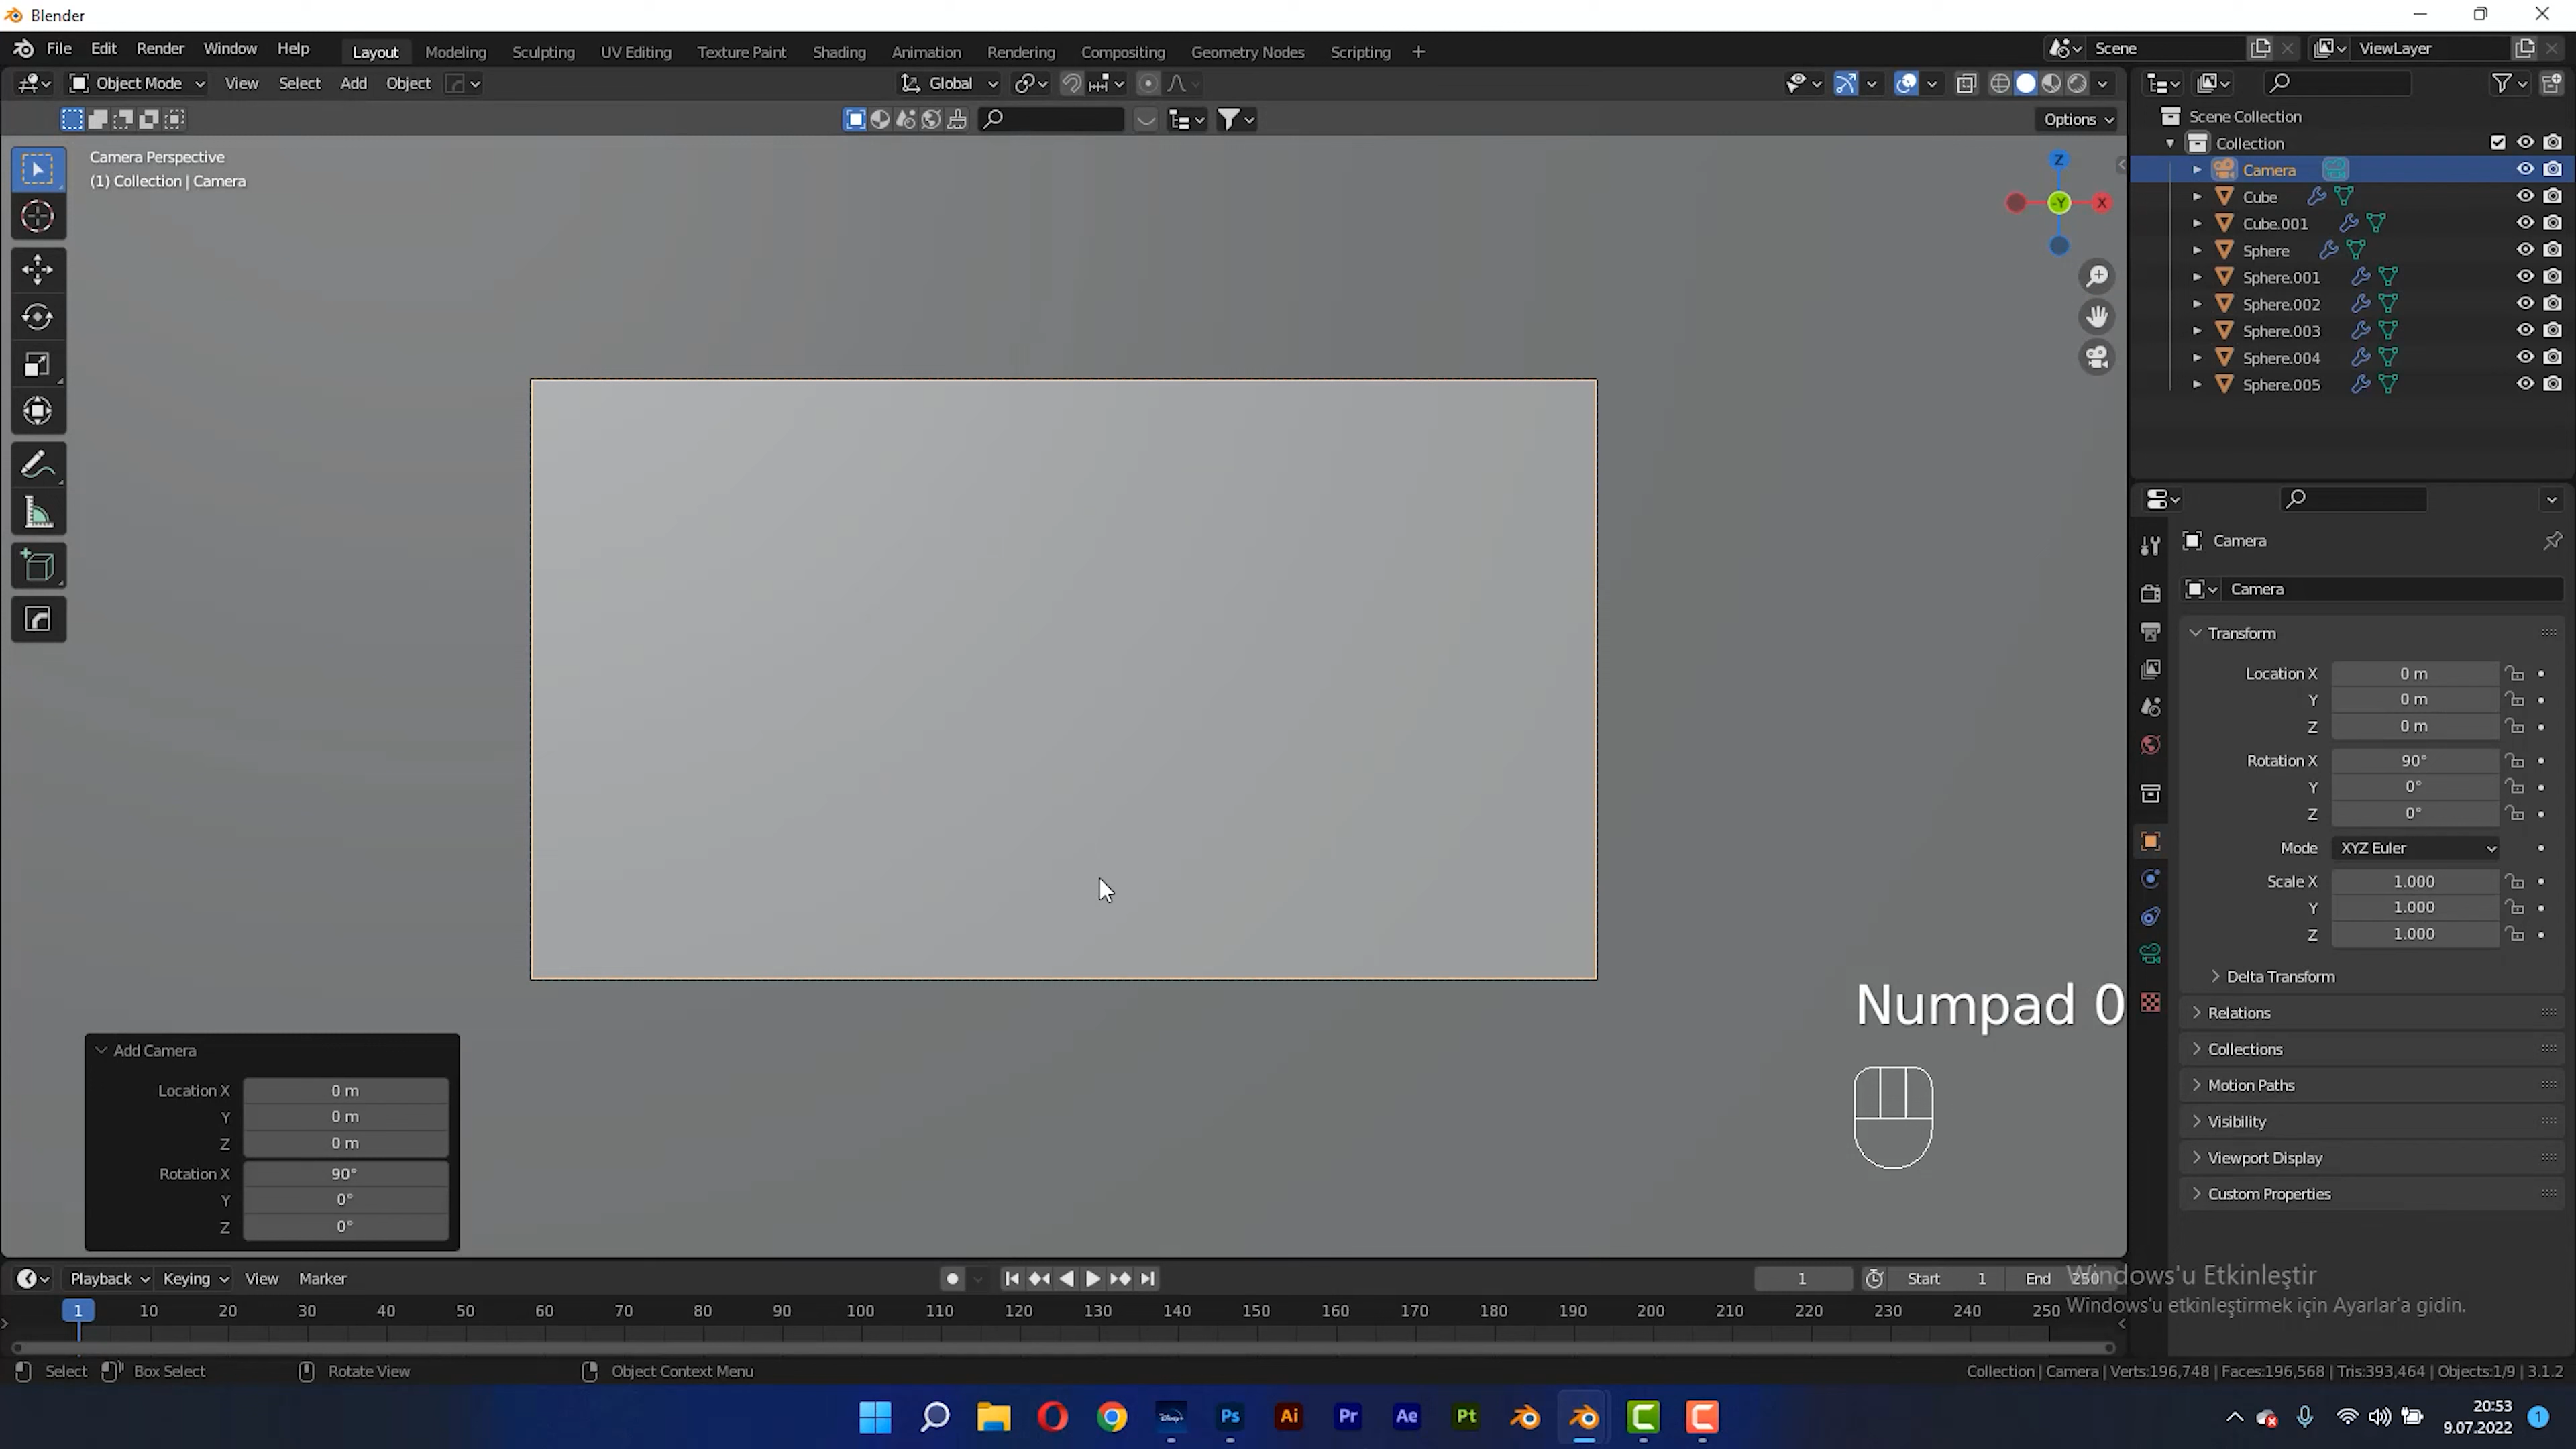 Blender
File Edit Render Window Help Layout Modeling Sculpting UV Editing Texture Paint Shading Animation Rendering Compositing Geometry Nodes Scripting +
Scene
ViewLayer
Object Mode View Select Add Object
Global
Options
Camera Perspective
(1) Collection | Camera
Z
-Y
X
Scene Collection
Collection
Camera
Cube
Cube.001
Sphere
Sphere.001
Sphere.002
Sphere.003
Sphere.004
Sphere.005
Camera
Camera
Transform
Location X 0 m
Y 0 m
Z 0 m
Rotation X 90°
Y 0°
Z 0°
Mode XYZ Euler
Scale X 1.000
Y 1.000
Z 1.000
Delta Transform
Relations
Collections
Motion Paths
Visibility
Viewport Display
Custom Properties
Numpad 0
Add Camera
Location X 0 m
Y 0 m
Z 0 m
Rotation X 90°
Y 0°
Z 0°
Playback Keying View Marker
1
Start 1
End 250
1 10 20 30 40 50 60 70 80 90 100 110 120 130 140 150 160 170 180 190 200 210 220 230 240 250
Windows'u Etkinleştir
Windows'u etkinleştirmek için Ayarlar'a gidin.
Select Box Select Rotate View Object Context Menu
Collection | Camera | Verts:196,748 | Faces:196,568 | Tris:393,464 | Objects:1/9 | 3.1.2
Disney+ Ps Ai Pr Ae Pt
20:53
9.07.2022
1